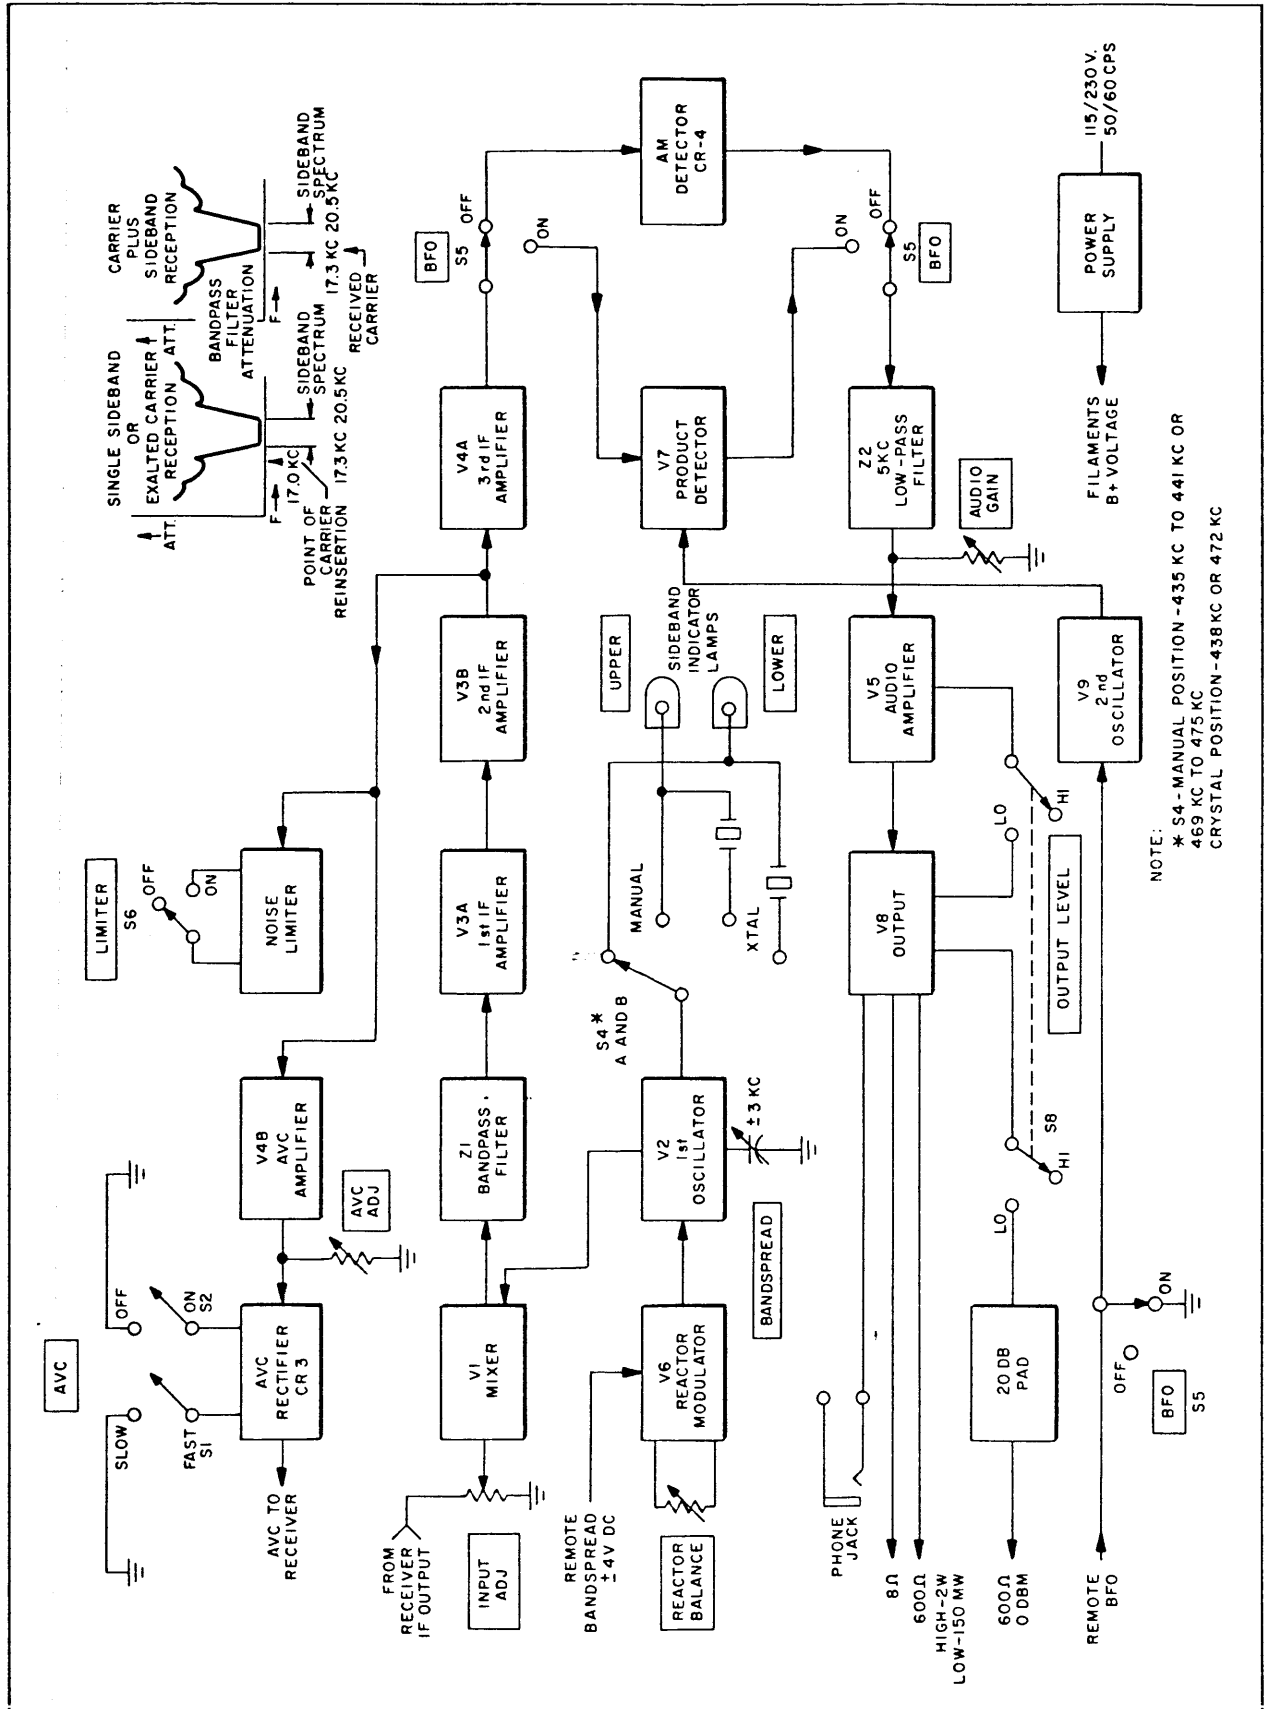 AVC
SLOW
OFF
FAST
S1
ON
S2
AVC TO
RECEIVER
AVC
RECTIFIER
CR3
AVC
ADJ
V4B
AVC
AMPLIFIER
LIMITER
S6
OFF
ON
NOISE
LIMITER
SINGLE SIDEBAND
OR
EXALTED CARRIER
RECEPTION
ATT.
F
17.0 KC
POINT OF
CARRIER
REINSERTION
17.3 KC 20.5 KC
SIDEBAND
SPECTRUM
CARRIER
PLUS
SIDEBAND
RECEPTION
ATT.
BANDPASS
FILTER
ATTENUATION
F
17.3 KC 20.5 KC
SIDEBAND
SPECTRUM
RECEIVED
CARRIER
FROM
RECEIVER
IF OUTPUT
INPUT
ADJ
V1
MIXER
Z1
BANDPASS
FILTER
V3A
1st IF
AMPLIFIER
V3B
2nd IF
AMPLIFIER
V4A
3rd IF
AMPLIFIER
BFO
S5
OFF
ON
AM
DETECTOR
CR-4
REMOTE
BANDSPREAD
±4V DC
REACTOR
BALANCE
V6
REACTOR
MODULATOR
V2
1st
OSCILLATOR
±3 KC
BANDSPREAD
S4*
A AND B
MANUAL
XTAL
UPPER
SIDEBAND
INDICATOR
LAMPS
LOWER
V7
PRODUCT
DETECTOR
ON
OFF
S5
BFO
PHONE
JACK
8Ω
600Ω
HIGH-2W
LOW-150 MW
V8
OUTPUT
V5
AUDIO
AMPLIFIER
Z2
5KC
LOW-PASS
FILTER
AUDIO
GAIN
600Ω
0 DBM
20 DB
PAD
LO
HI
S8
OUTPUT LEVEL
LO
HI
REMOTE
BFO
OFF
ON
BFO
S5
V9
2nd
OSCILLATOR
FILAMENTS
B+ VOLTAGE
POWER
SUPPLY
115/230 V.
50/60 CPS
NOTE:
* S4-MANUAL POSITION-435 KC TO 441 KC OR
469 KC TO 475 KC
CRYSTAL POSITION-438 KC OR 472 KC